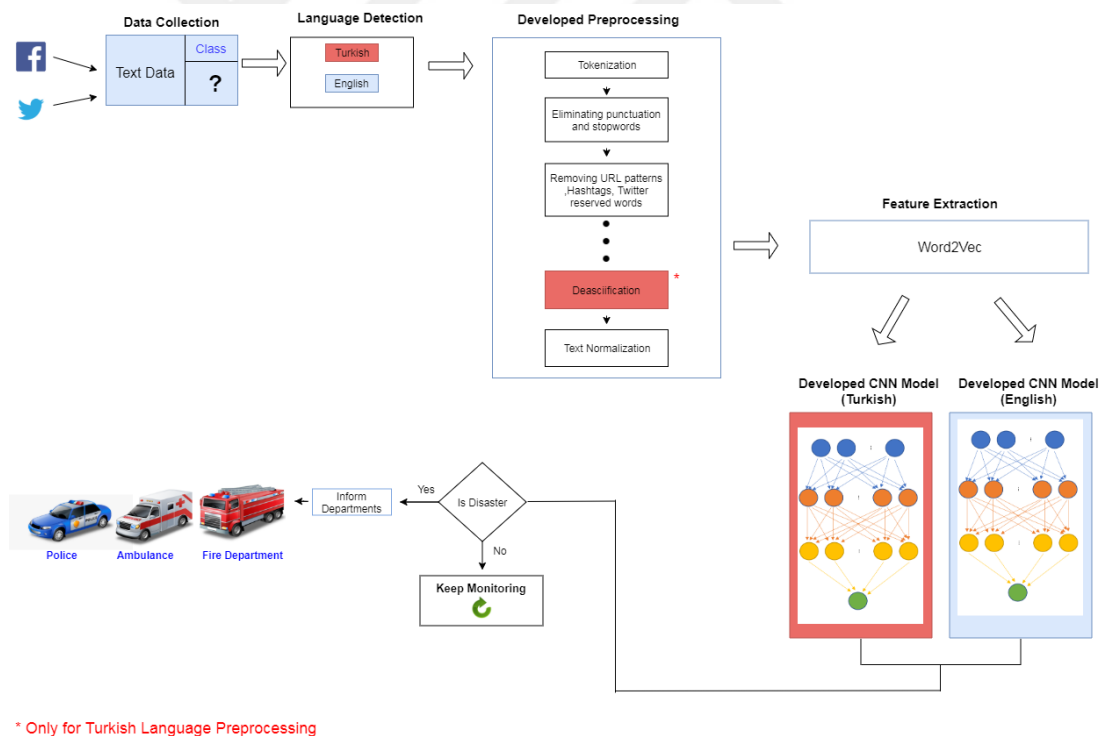 Data Collection
Language Detection
Developed Preprocessing
Text Data
Class
?
Turkish
English
Tokenization
Eliminating punctuation
and stopwords
Removing URL patterns
,Hashtags, Twitter
reserved words
Deasciification
*
Text Normalization
Feature Extraction
Word2Vec
Developed CNN Model
(Turkish)
Developed CNN Model
(English)
Is Disaster
Yes
No
Inform
Departments
Keep Monitoring
Police
Ambulance
Fire Department
* Only for Turkish Language Preprocessing